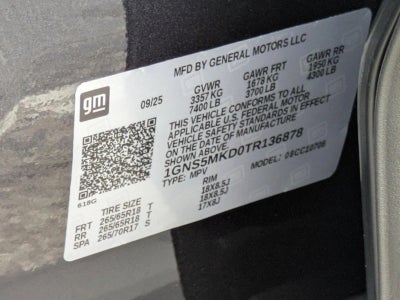 gm
MFD BY GENERAL MOTORS LLC
09/25
GVWR GAWR FRT GAWR RR
3357 KG 1678 KG 1950 KG
7400 LB 3700 LB 4300 LB
THIS VEHICLE CONFORMS TO ALL
APPLICABLE U.S. FEDERAL MOTOR
VEHICLE SAFETY STANDARDS IN EFFECT ON THE
DATE OF MANUFACTURE SHOWN ABOVE
1GNS5MKD0TR136878
TYPE: MPV MODEL:
618G
TIRE SIZE RIM
FRT 265/65R18 T 18X8.5J
RR 265/65R18 T 18X8.5J
SPA 265/70R17 S 17X8J